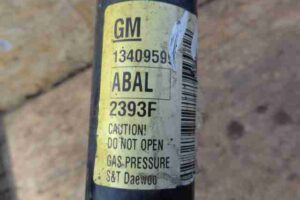 GM
1340959
ABAL
2393F
CAUTION!
DO NOT OPEN
GAS PRESSURE
S&T Daewoo